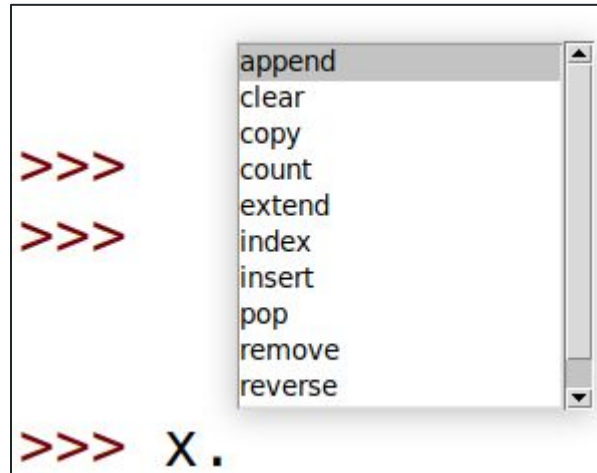 append
clear
copy
>>>
count
extend
>>>
index
insert
pop
remove
reverse
>>> x.